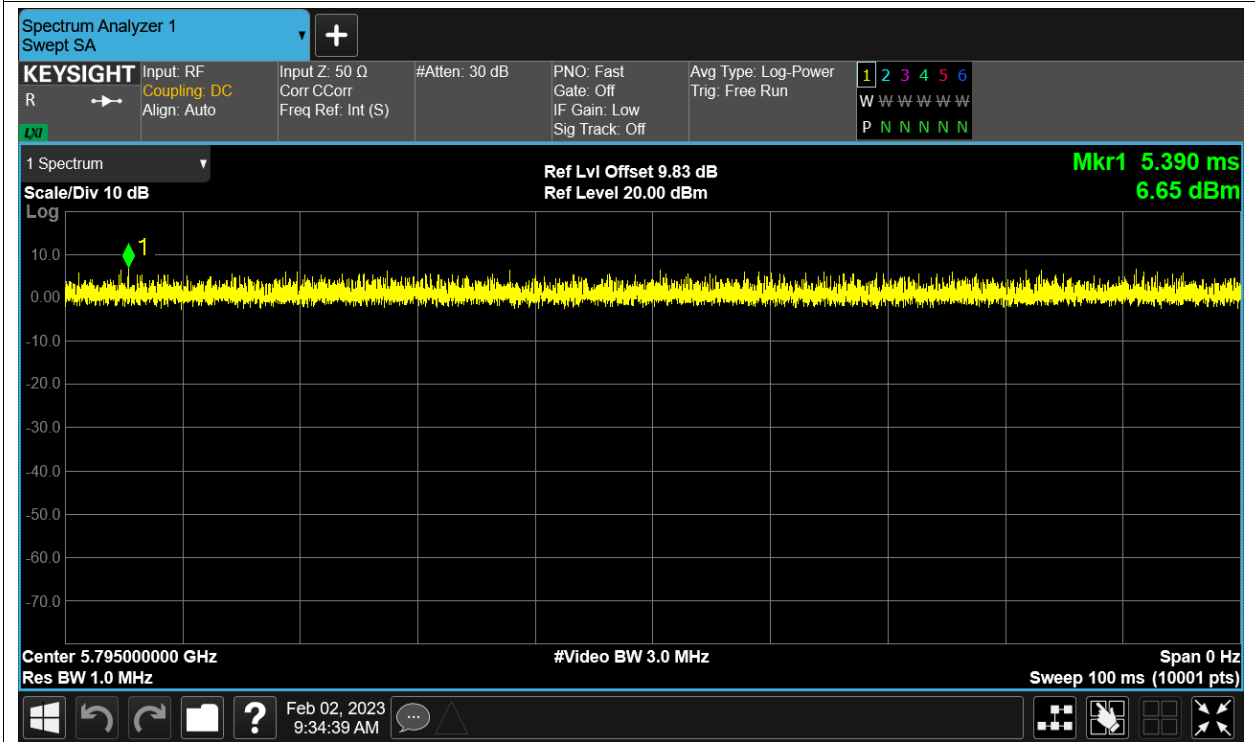 Spectrum Analyzer 1
Swept SA
+
KEYSIGHT Input: RF Input Z: 50 Ω #Atten: 30 dB PNO: Fast Avg Type: Log-Power 1 2 3 4 5 6
R Coupling: DC Corr CCorr Gate: Off Trig: Free Run W W W W W W
Align: Auto Freq Ref: Int (S) IF Gain: Low
LXI Sig Track: Off P N N N N N
1 Spectrum Ref Lvl Offset 9.83 dB Mkr1 5.390 ms
Scale/Div 10 dB Ref Level 20.00 dBm 6.65 dBm
Log
1
10.0
0.00
-10.0
-20.0
-30.0
-40.0
-50.0
-60.0
-70.0
Center 5.795000000 GHz #Video BW 3.0 MHz Span 0 Hz
Res BW 1.0 MHz Sweep 100 ms (10001 pts)
? Feb 02, 2023
9:34:39 AM